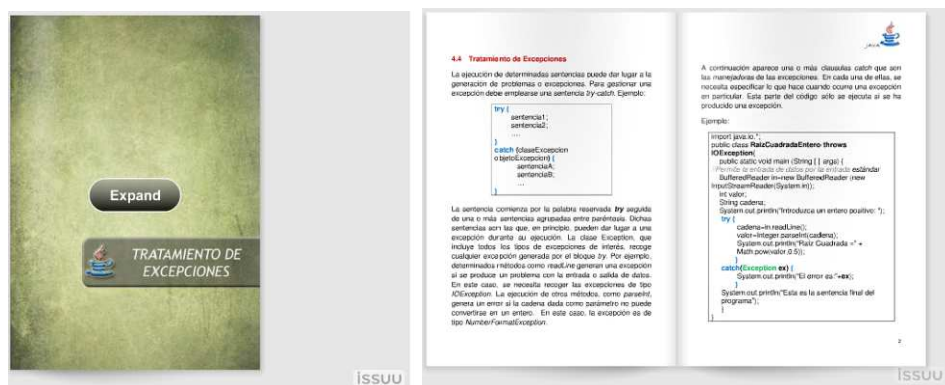 Expand
TRATAMIENTO DE
EXCEPCIONES
issuu
4.4 Tratamiento de Excepciones
La ejecución de determinadas sentencias puede dar lugar a la
generación de problemas o excepciones. Para gestionar una
excepción debe emplearse una sentencia try-catch. Ejemplo:
try {
sentencia1;
sentencia2;
....
}
catch (claseExcepcion
objetoExcepcion) {
sentenciaA;
sentenciaB;
...
}
La sentencia comienza por la palabra reservada try seguida
de una o más sentencias agrupadas entre paréntesis. Dichas
sentencias son las que, en principio, pueden dar lugar a una
excepción durante su ejecución. La clase Exception, que
incluye todos los tipos de excepciones de interés, recoge
cualquier excepción generada por el bloque try. Por ejemplo,
determinados métodos como readLine generan una excepción
si se produce un problema con la entrada o salida de datos.
En este caso, se necesita recoger las excepciones de tipo
IOException. La ejecución de otros métodos, como parseInt,
genera un error si la cadena dada como parámetro no puede
convertirse en un entero. En este caso, la excepción es de
tipo NumberFormatException.
java
A continuación aparece una o más clausulas catch que son
las manejadoras de las excepciones. En cada una de ellas, se
necesita especificar lo que hace cuando ocurre una excepción
en particular. Esta parte del código sólo se ejecuta si se ha
producido una excepción.
Ejemplo:
import java.io.*;
public class RaizCuadradaEntero throws
IOException{
public static void main (String [ ] args) {
//Permite la entrada de datos por la entrada estándar
BufferedReader in=new BufferedReader (new
InputStreamReader(System.in));
int valor;
String cadena;
System.out.println("Introduzca un entero positivo: ");
try {
cadena=in.readLine();
valor=Integer.parseInt(cadena);
System.out.println("Raiz Cuadrada =" +
Math.pow(valor,0.5));
}
catch(Exception ex) {
System.out.println("El error es:"+ex);
}
System.out.println("Esta es la sentencia final del
programa");
}
}
2
issuu